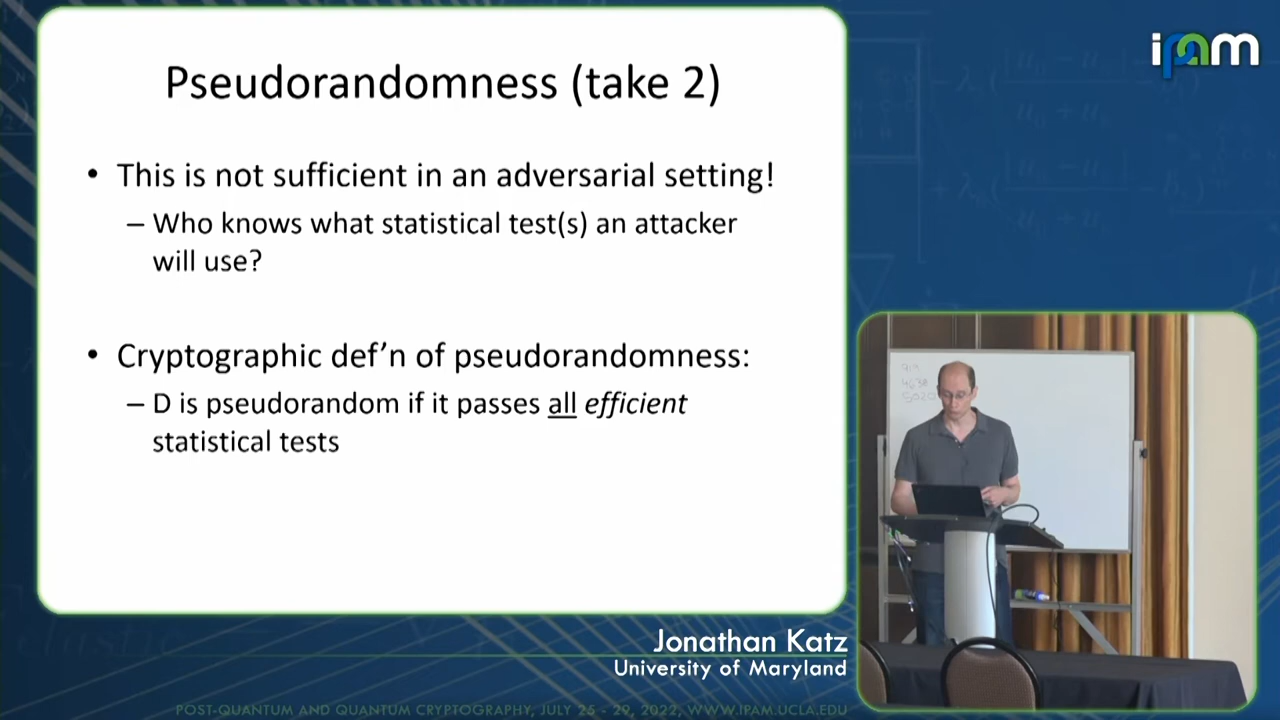 Pseudorandomness (take 2)
• This is not sufficient in an adversarial setting!
– Who knows what statistical test(s) an attacker
will use?
• Cryptographic def’n of pseudorandomness:
– D is pseudorandom if it passes all efficient
statistical tests
ipam
Jonathan Katz
University of Maryland
POST-QUANTUM AND QUANTUM CRYPTOGRAPHY, JULY 25 - 29, 2022, WWW.IPAM.UCLA.EDU